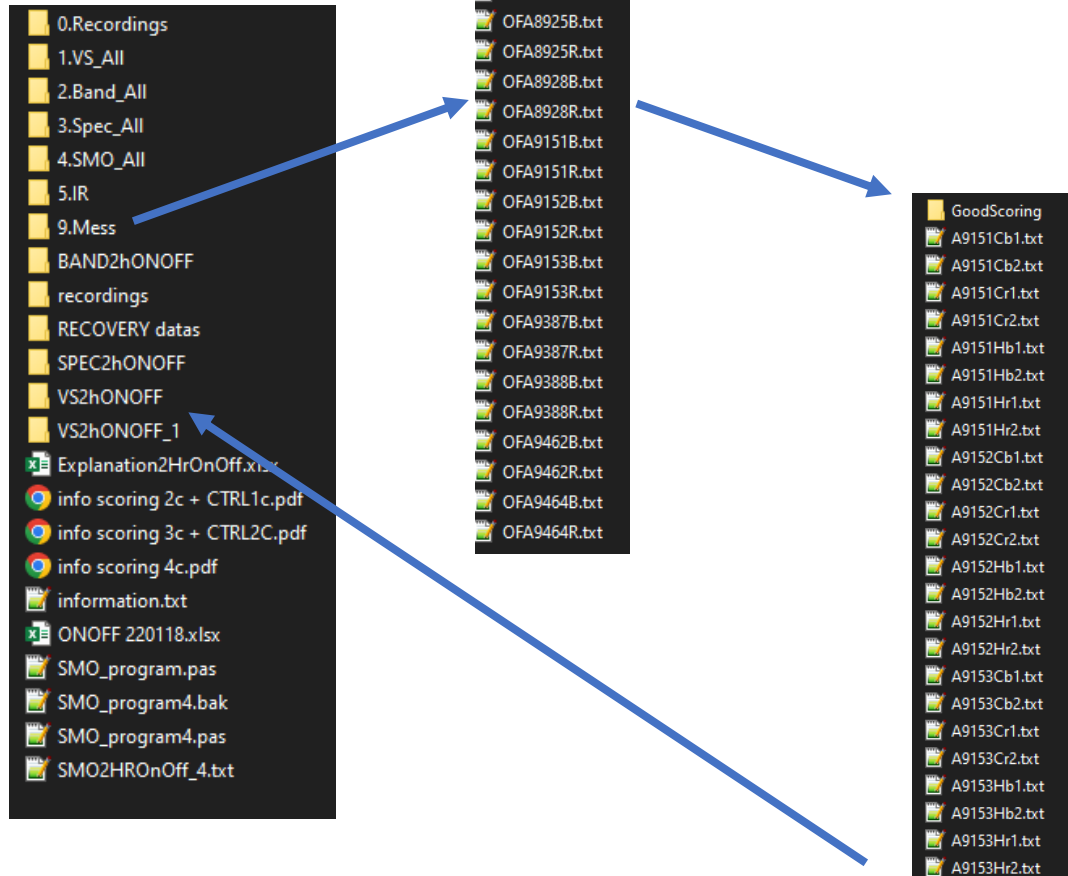 0.Recordings
1.VS_All
2.Band_All
3.Spec_All
4.SMO_All
5.IR
9.Mess
BAND2hONOFF
recordings
RECOVERY datas
SPEC2hONOFF
VS2hONOFF
VS2hONOFF_1
Explanation2HrOnOff.xlsx
info scoring 2c + CTRL1c.pdf
info scoring 3c + CTRL2C.pdf
info scoring 4c.pdf
information.txt
ONOFF 220118.xlsx
SMO_program.pas
SMO_program4.bak
SMO_program4.pas
SMO2HROnOff_4.txt
OFA8925B.txt
OFA8925R.txt
OFA8928B.txt
OFA8928R.txt
OFA9151B.txt
OFA9151R.txt
OFA9152B.txt
OFA9152R.txt
OFA9153B.txt
OFA9153R.txt
OFA9387B.txt
OFA9387R.txt
OFA9388B.txt
OFA9388R.txt
OFA9462B.txt
OFA9462R.txt
OFA9464B.txt
OFA9464R.txt
GoodScoring
A9151Cb1.txt
A9151Cb2.txt
A9151Cr1.txt
A9151Cr2.txt
A9151Hb1.txt
A9151Hb2.txt
A9151Hr1.txt
A9151Hr2.txt
A9152Cb1.txt
A9152Cb2.txt
A9152Cr1.txt
A9152Cr2.txt
A9152Hb1.txt
A9152Hb2.txt
A9152Hr1.txt
A9152Hr2.txt
A9153Cb1.txt
A9153Cb2.txt
A9153Cr1.txt
A9153Cr2.txt
A9153Hb1.txt
A9153Hb2.txt
A9153Hr1.txt
A9153Hr2.txt